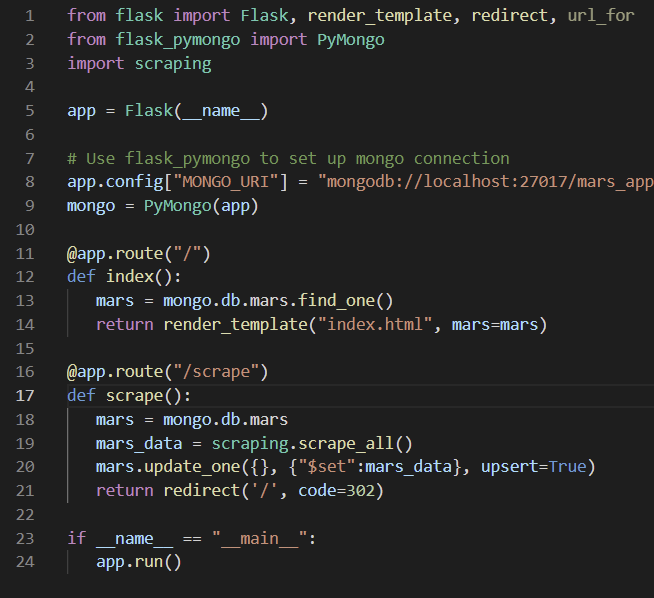 1 from flask import Flask, render_template, redirect, url_for
2 from flask_pymongo import PyMongo
3 import scraping
4
5 app = Flask(__name__)
6
7 # Use flask_pymongo to set up mongo connection
8 app.config["MONGO_URI"] = "mongodb://localhost:27017/mars_app
9 mongo = PyMongo(app)
10
11 @app.route("/")
12 def index():
13    mars = mongo.db.mars.find_one()
14    return render_template("index.html", mars=mars)
15
16 @app.route("/scrape")
17 def scrape():
18    mars = mongo.db.mars
19    mars_data = scraping.scrape_all()
20    mars.update_one({}, {"$set":mars_data}, upsert=True)
21    return redirect('/', code=302)
22
23 if __name__ == "__main__":
24    app.run()